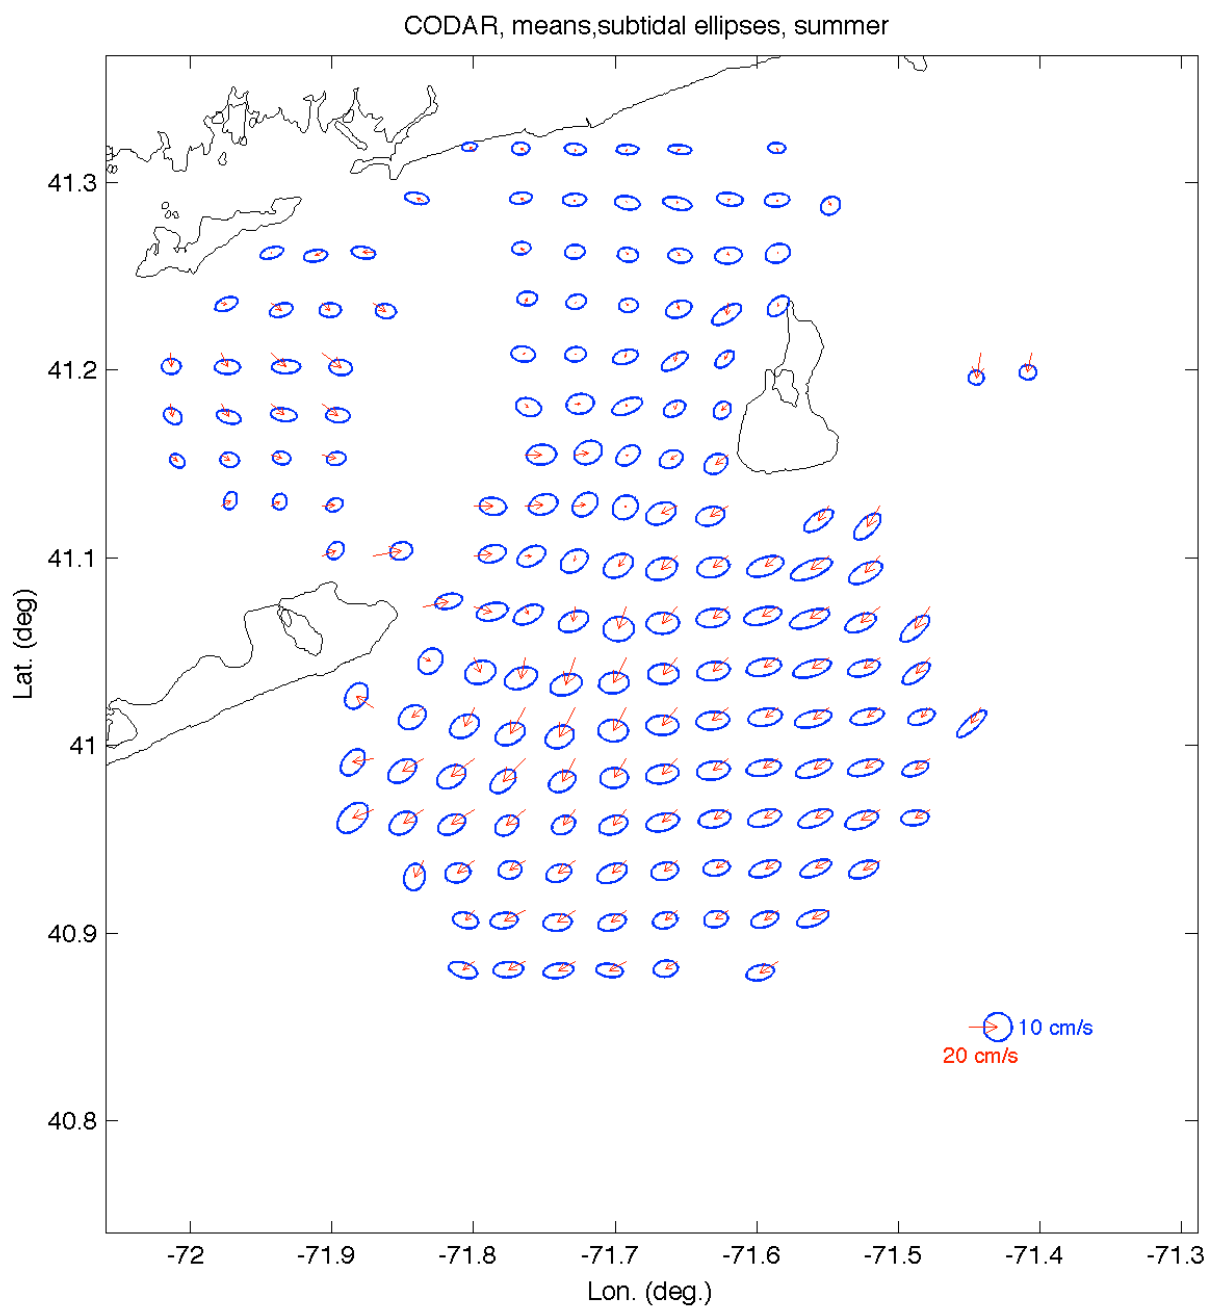 CODAR, means,subtidal ellipses, summer
41.3
41.2
41.1
41
40.9
40.8
Lat. (deg)
10 cm/s
20 cm/s
-72
-71.9
-71.8
-71.7
-71.6
-71.5
-71.4
-71.3
Lon. (deg.)